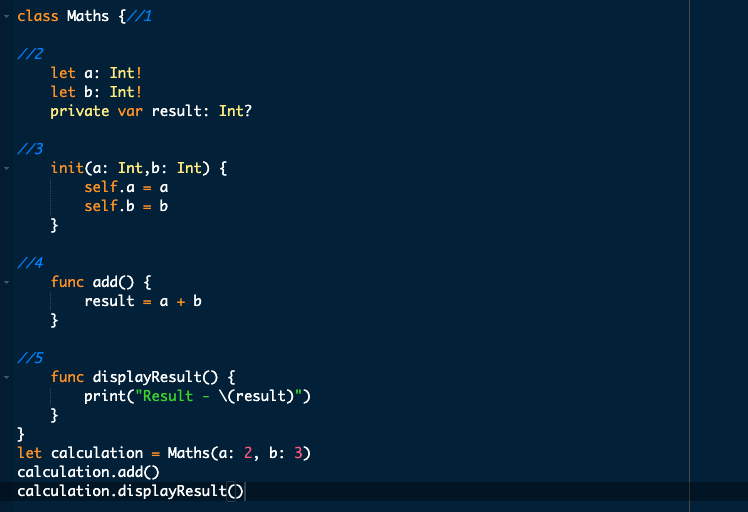 class Maths {//1
//2
let a: Int!
let b: Int!
private var result: Int?
//3
init(a: Int,b: Int) {
self.a = a
self.b = b
}
//4
func add() {
result = a + b
}
//5
func displayResult() {
print("Result - \(result)")
}
}
let calculation = Maths(a: 2, b: 3)
calculation.add()
calculation.displayResult()